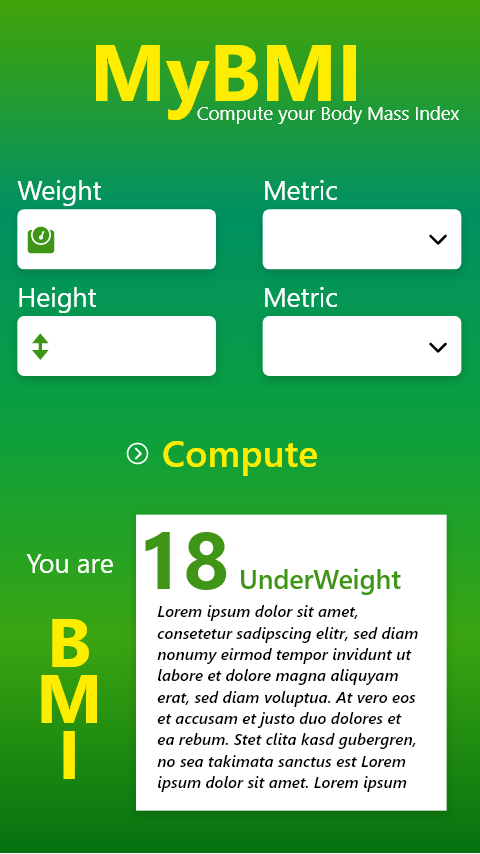 MyBMI
Compute your Body Mass Index
Weight
Metric
Height
Metric
Compute
You are
B
M
I
18 UnderWeight
Lorem ipsum dolor sit amet,
consetetur sadipscing elitr, sed diam
nonumy eirmod tempor invidunt ut
labore et dolore magna aliquyam
erat, sed diam voluptua. At vero eos
et accusam et justo duo dolores et
ea rebum. Stet clita kasd gubergren,
no sea takimata sanctus est Lorem
ipsum dolor sit amet. Lorem ipsum